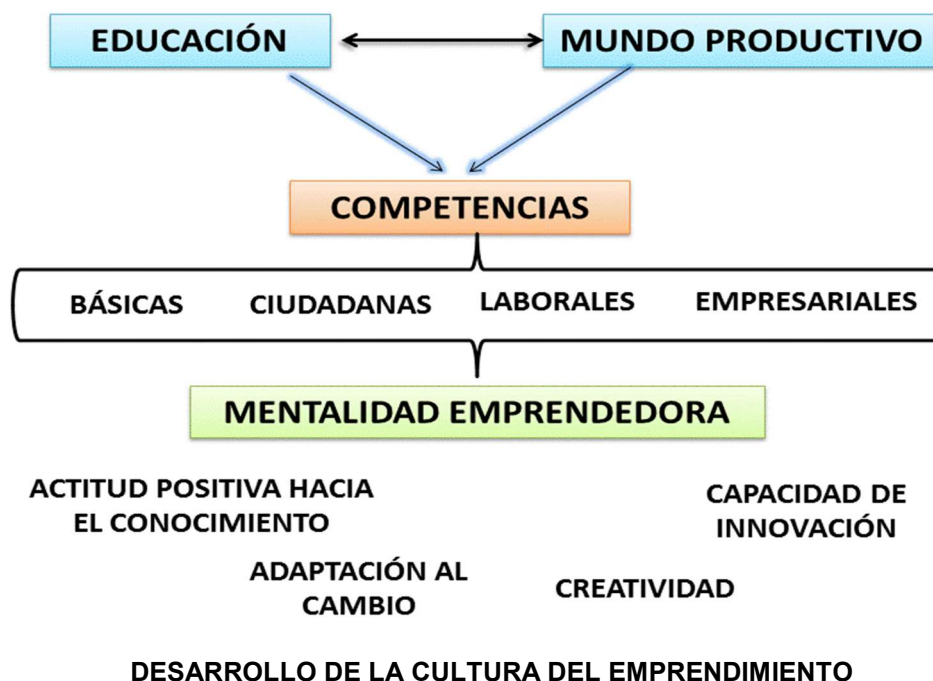 EDUCACIÓN
MUNDO PRODUCTIVO
COMPETENCIAS
BÁSICAS
CIUDADANAS
LABORALES
EMPRESARIALES
MENTALIDAD EMPRENDEDORA
ACTITUD POSITIVA HACIA
EL CONOCIMIENTO
CAPACIDAD DE
INNOVACIÓN
ADAPTACIÓN AL
CAMBIO
CREATIVIDAD
DESARROLLO DE LA CULTURA DEL EMPRENDIMIENTO